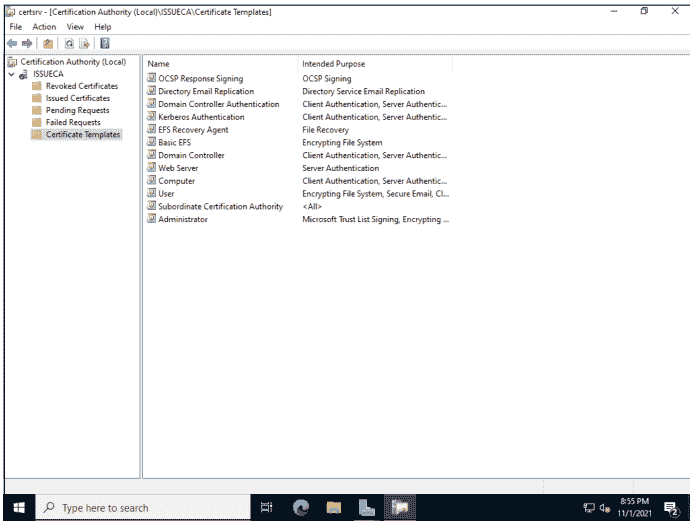 certsrv - [Certification Authority (Local)\ISSUECA\Certificate Templates]
File Action View Help
Certification Authority (Local)
ISSUECA
Revoked Certificates
Issued Certificates
Pending Requests
Failed Requests
Certificate Templates
Name Intended Purpose
OCSP Response Signing OCSP Signing
Directory Email Replication Directory Service Email Replication
Domain Controller Authentication Client Authentication, Server Authentic...
Kerberos Authentication Client Authentication, Server Authentic...
EFS Recovery Agent File Recovery
Basic EFS Encrypting File System
Domain Controller Client Authentication, Server Authentic...
Web Server Server Authentication
Computer Client Authentication, Server Authentic...
User Encrypting File System, Secure Email, Cl...
Subordinate Certification Authority <All>
Administrator Microsoft Trust List Signing, Encrypting ...
Type here to search
8:55 PM
11/1/2021
2